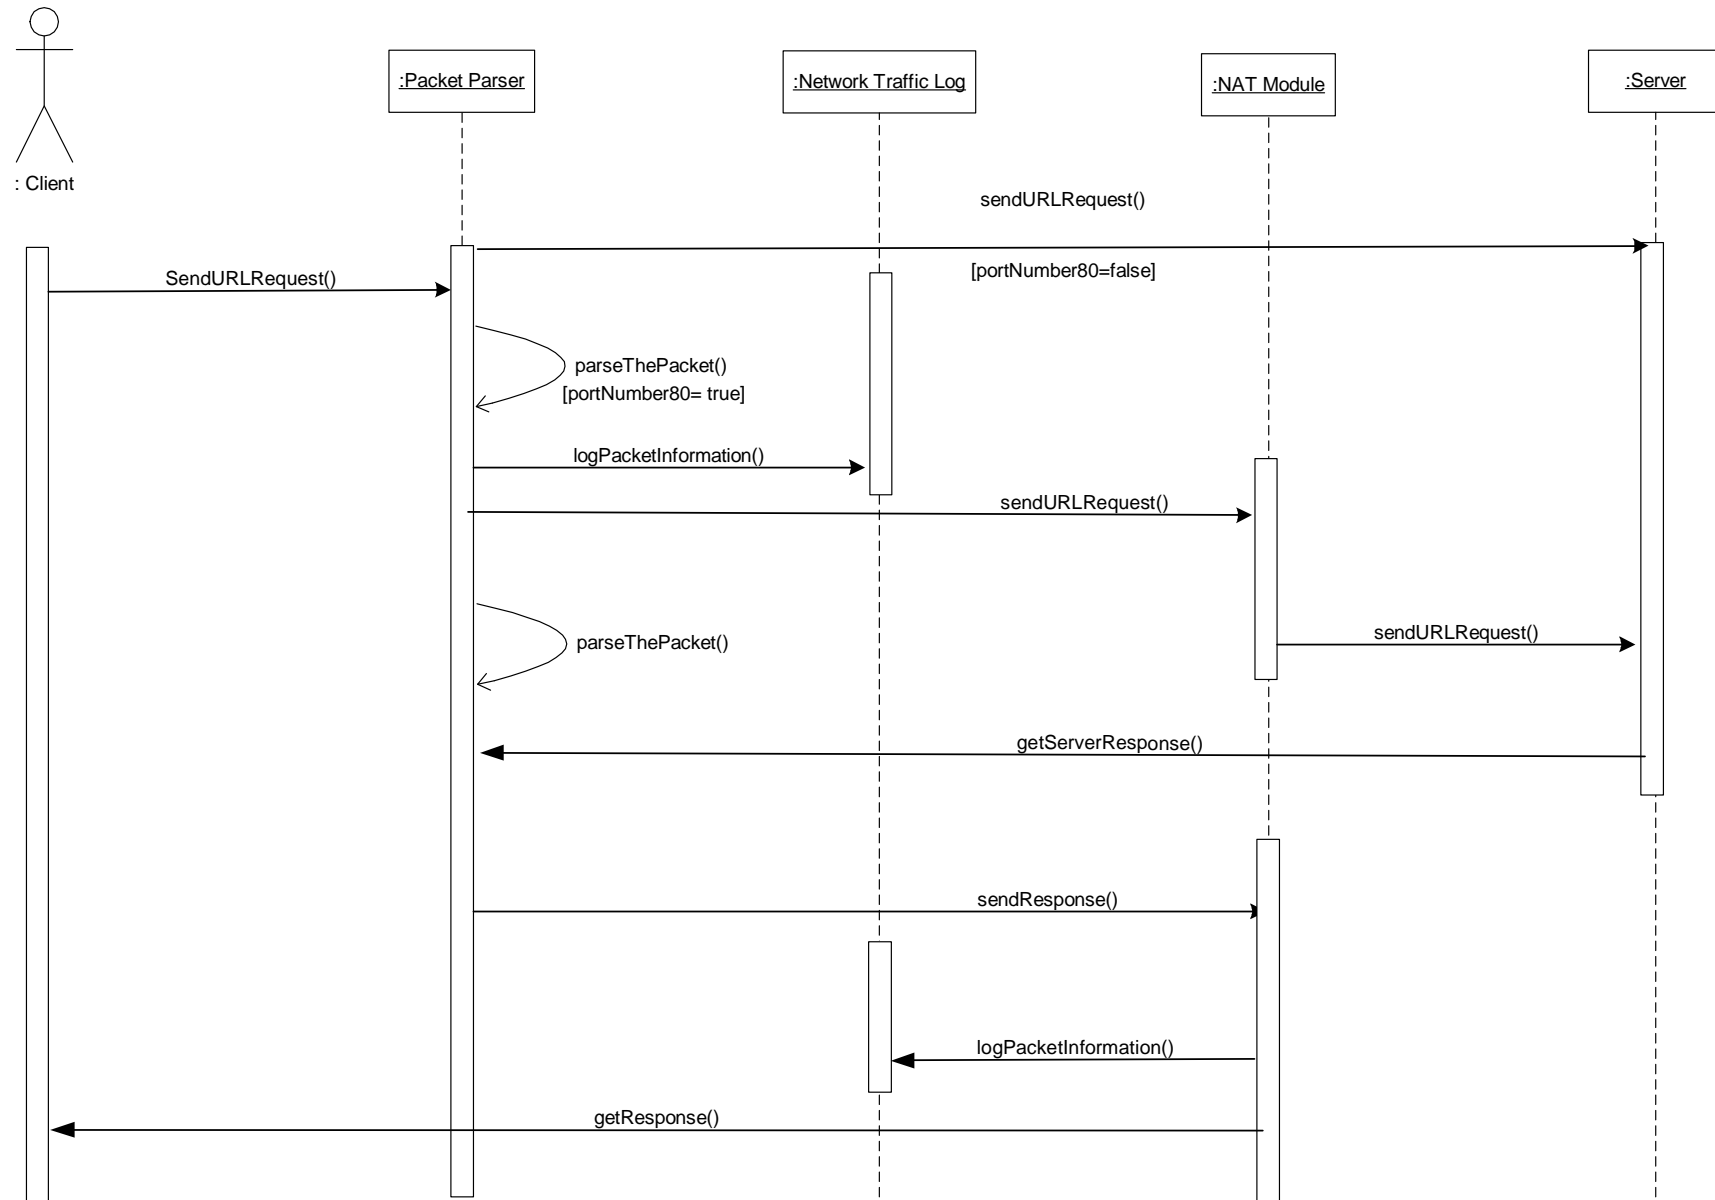 :Packet Parser
:Network Traffic Log
:NAT Module
:Server
: Client
sendURLRequest()
[portNumber80=false]
SendURLRequest()
parseThePacket()
[portNumber80= true]
logPacketInformation()
sendURLRequest()
parseThePacket()
sendURLRequest()
getServerResponse()
sendResponse()
logPacketInformation()
getResponse()